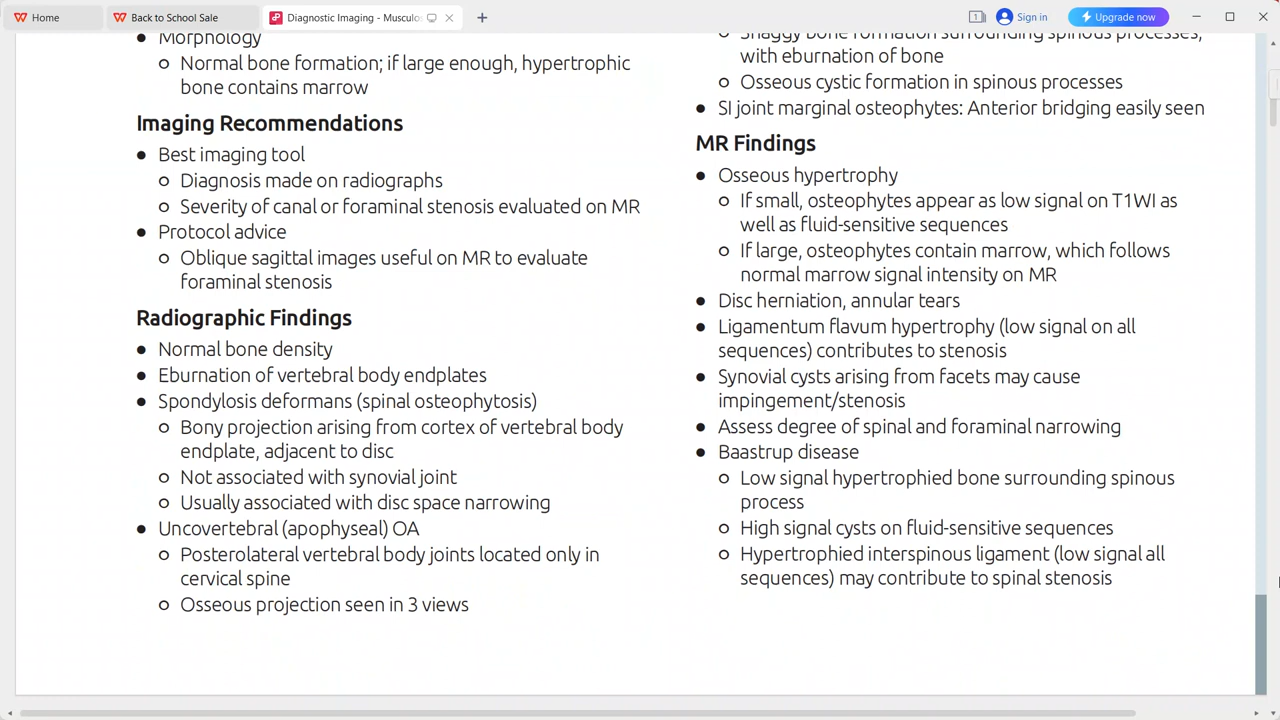 Home
Back to School Sale
Diagnostic Imaging - Musculos
1
Sign in
Upgrade now
● Morphology
○ Normal bone formation; if large enough, hypertrophic
bone contains marrow
Imaging Recommendations
● Best imaging tool
○ Diagnosis made on radiographs
○ Severity of canal or foraminal stenosis evaluated on MR
● Protocol advice
○ Oblique sagittal images useful on MR to evaluate
foraminal stenosis
Radiographic Findings
● Normal bone density
● Eburnation of vertebral body endplates
● Spondylosis deformans (spinal osteophytosis)
○ Bony projection arising from cortex of vertebral body
endplate, adjacent to disc
○ Not associated with synovial joint
○ Usually associated with disc space narrowing
● Uncovertebral (apophyseal) OA
○ Posterolateral vertebral body joints located only in
cervical spine
○ Osseous projection seen in 3 views
○ Shaggy bone formation surrounding spinous processes,
with eburnation of bone
○ Osseous cystic formation in spinous processes
● SI joint marginal osteophytes: Anterior bridging easily seen
MR Findings
● Osseous hypertrophy
○ If small, osteophytes appear as low signal on T1WI as
well as fluid-sensitive sequences
○ If large, osteophytes contain marrow, which follows
normal marrow signal intensity on MR
● Disc herniation, annular tears
● Ligamentum flavum hypertrophy (low signal on all
sequences) contributes to stenosis
● Synovial cysts arising from facets may cause
impingement/stenosis
● Assess degree of spinal and foraminal narrowing
● Baastrup disease
○ Low signal hypertrophied bone surrounding spinous
process
○ High signal cysts on fluid-sensitive sequences
○ Hypertrophied interspinous ligament (low signal all
sequences) may contribute to spinal stenosis